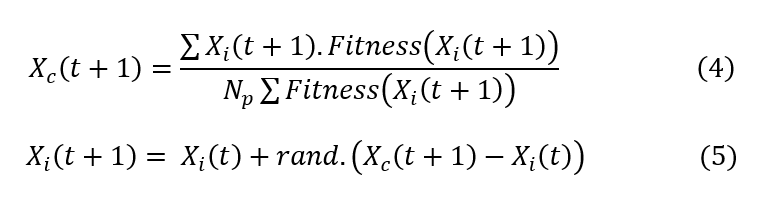 X_c(t + 1) = \frac{∑ X_i(t + 1). Fitness(X_i(t + 1))}{N_p ∑ Fitness(X_i(t + 1))} (4)
X_i(t + 1) = X_i(t) + rand. (X_c(t + 1) − X_i(t)) (5)